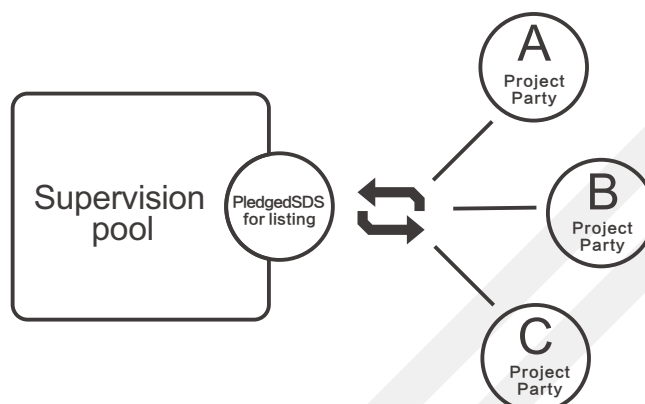 Supervision
pool
PledgedSDS
for listing
A
Project
Party
B
Project
Party
C
Project
Party